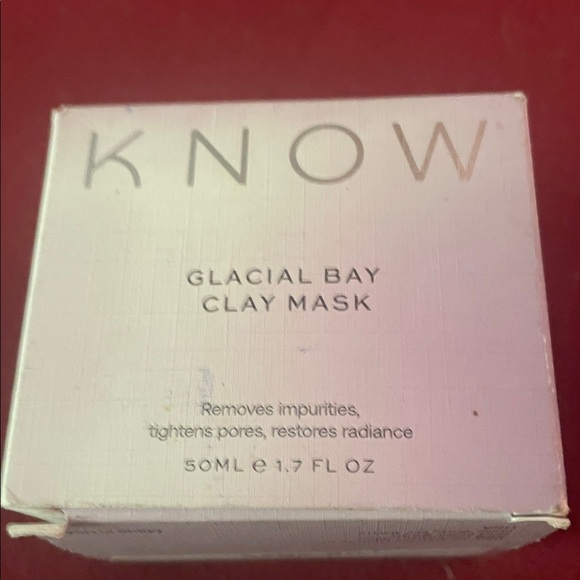 KNOW
GLACIAL BAY
CLAY MASK
Removes impurities,
tightens pores, restores radiance
50ML e 1.7 FL OZ